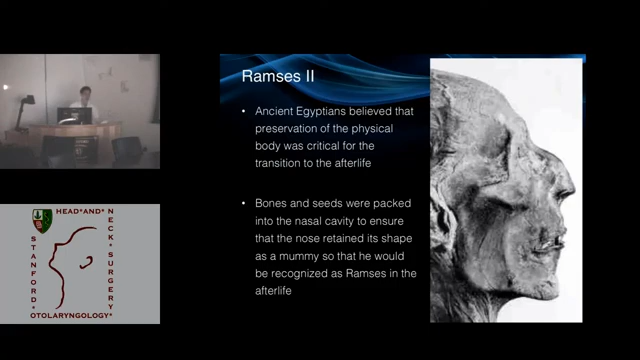 Ramses II
• Ancient Egyptians believed that
preservation of the physical
body was critical for the
transition to the afterlife
• Bones and seeds were packed
into the nasal cavity to ensure
that the nose retained its shape
as a mummy so that he would
be recognized as Ramses in the
afterlife
HEAD*AND*
NECK*SURGERY
STANFORD*
OTOLARYNGOLOGY*